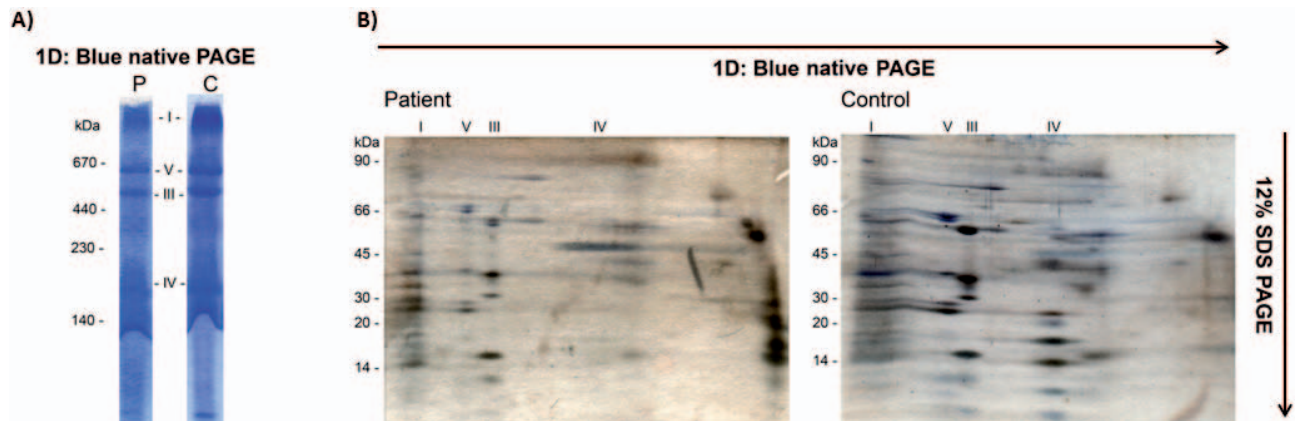 A)
1D: Blue native PAGE
P C
kDa
- I -
670 -
- V -
- III -
440 -
230 -
- IV -
140 -
B)
1D: Blue native PAGE
Patient
I V III IV
kDa
90 -
66 -
45 -
30 -
20 -
14 -
Control
I V III IV
kDa
90 -
66 -
45 -
30 -
20 -
14 -
12% SDS PAGE